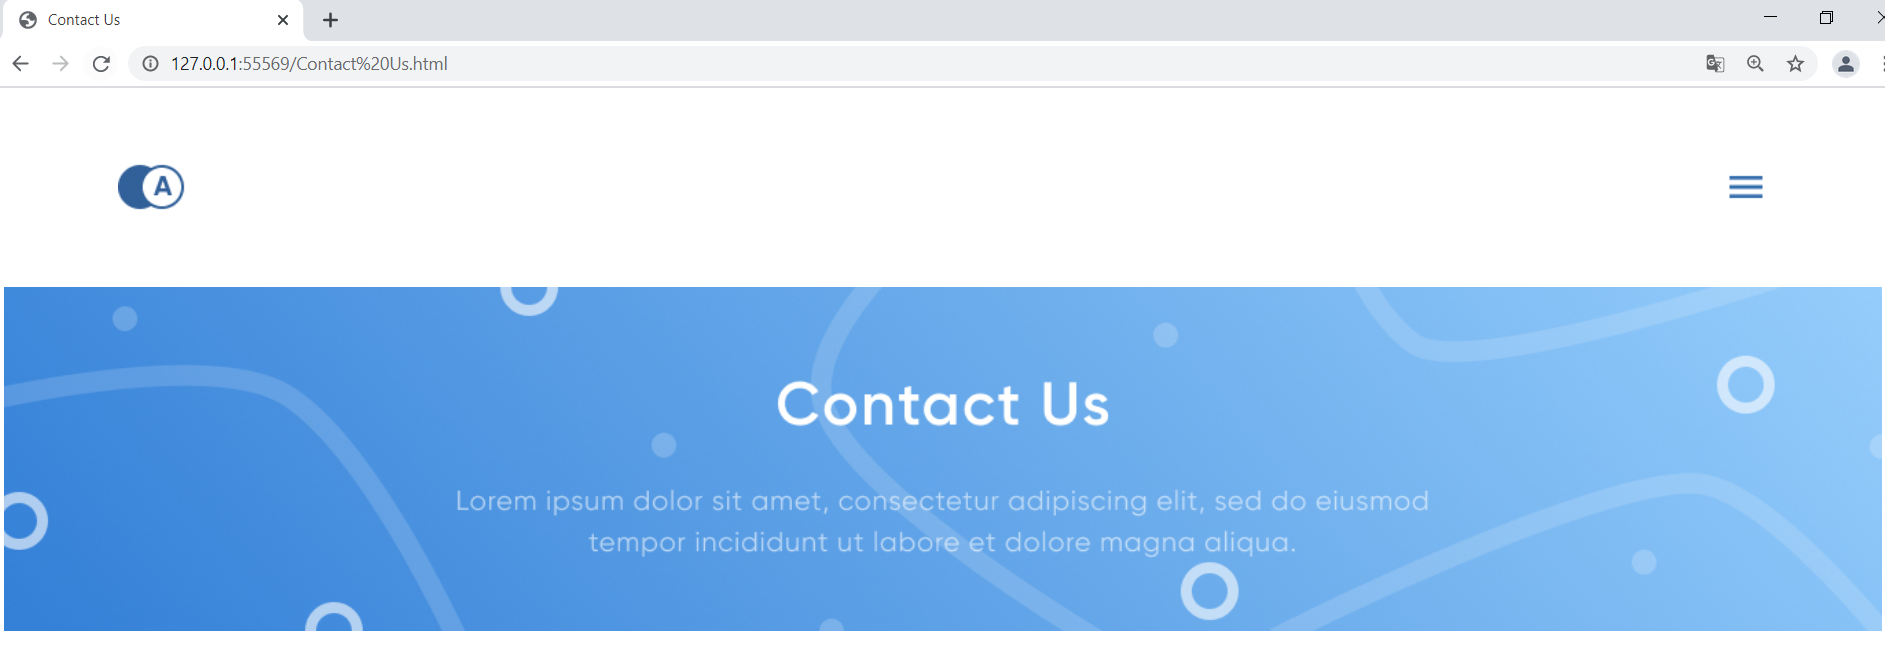 Contact Us
127.0.0.1:55569/Contact%20Us.html
A
Contact Us
Lorem ipsum dolor sit amet, consectetur adipiscing elit, sed do eiusmod
tempor incididunt ut labore et dolore magna aliqua.